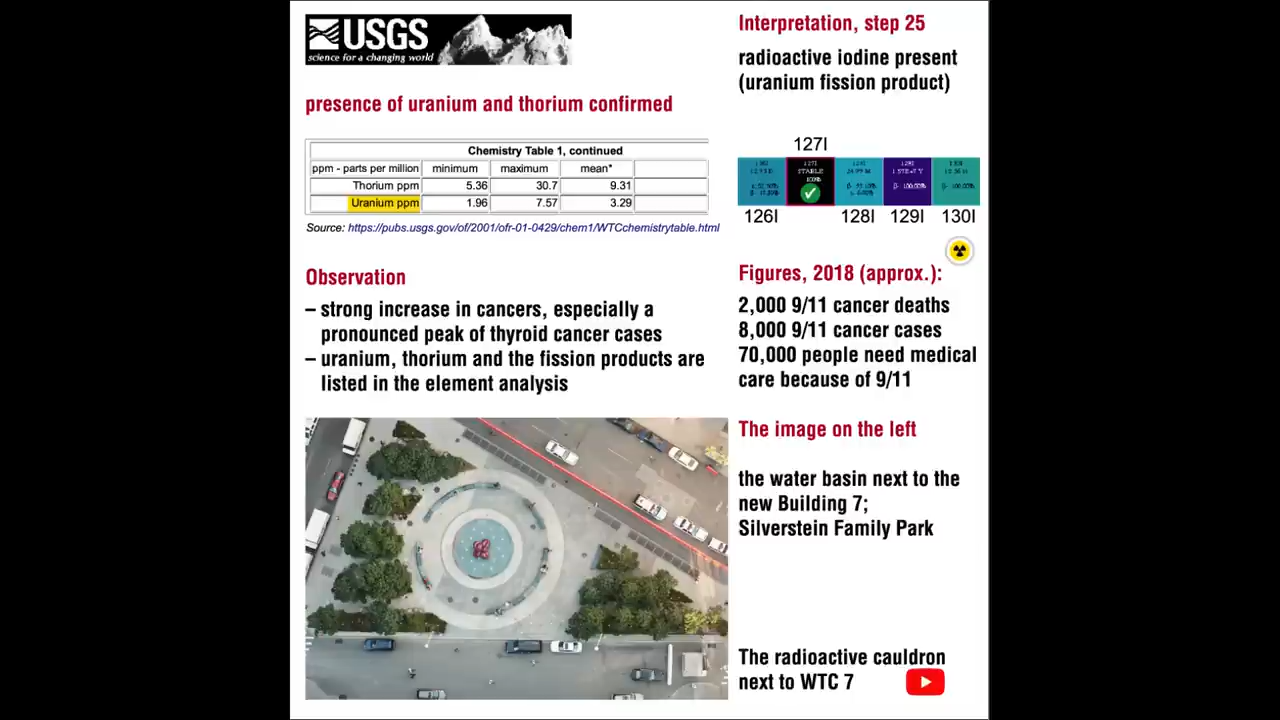 USGS
science for a changing world
presence of uranium and thorium confirmed
Chemistry Table 1, continued
ppm - parts per million minimum maximum mean*
Thorium ppm 5.36 30.7 9.31
Uranium ppm 1.96 7.57 3.29
Source: https://pubs.usgs.gov/of/2001/ofr-01-0429/chem1/WTCchemistrytable.html
Observation
– strong increase in cancers, especially a
pronounced peak of thyroid cancer cases
– uranium, thorium and the fission products are
listed in the element analysis
Interpretation, step 25
radioactive iodine present
(uranium fission product)
127I
127I
STABLE
100%
126I 128I 129I 130I
Figures, 2018 (approx.):
2,000 9/11 cancer deaths
8,000 9/11 cancer cases
70,000 people need medical
care because of 9/11
The image on the left
the water basin next to the
new Building 7;
Silverstein Family Park
The radioactive cauldron
next to WTC 7